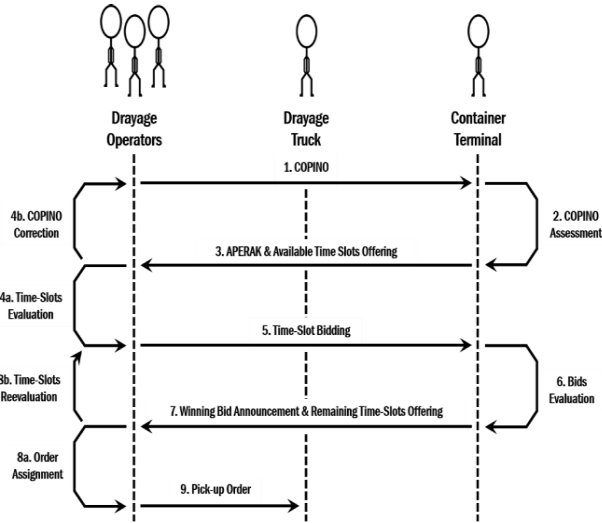 Drayage
Operators
Drayage
Truck
Container
Terminal
1. COPINO
4b. COPINO
Correction
2. COPINO
Assessment
3. APERAK & Available Time Slots Offering
4a. Time-Slots
Evaluation
5. Time-Slot Bidding
8b. Time-Slots
Reevaluation
6. Bids
Evaluation
7. Winning Bid Announcement & Remaining Time-Slots Offering
8a. Order
Assignment
9. Pick-up Order